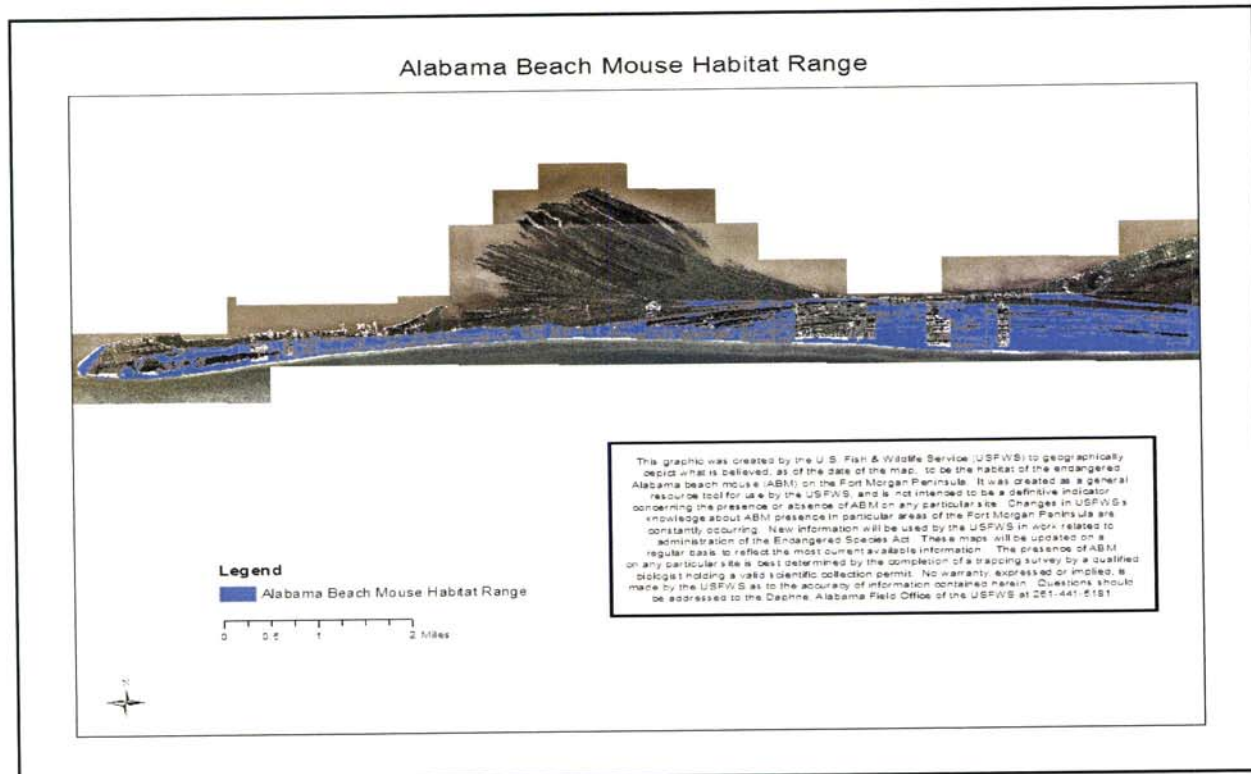 Alabama Beach Mouse Habitat Range
This graphic was created by the U.S. Fish & Wildlife Service (USFWS) to geographically
depict what is believed, as of the date of the map, to be the habitat of the endangered
Alabama beach mouse (ABM) on the Fort Morgan Peninsula. It was created as a general
resource tool for use by the USFWS, and is not intended to be a definitive indicator
concerning the presence or absence of ABM on any particular site. Changes in USFWS's
knowledge about ABM presence in particular areas of the Fort Morgan Peninsula are
constantly occurring. New information will be used by the USFWS in work related to
administration of the Endangered Species Act. These maps will be updated on a
regular basis to reflect the most current available information. The presence of ABM
on any particular site is best determined by the completion of a trapping survey by a qualified
biologist holding a valid scientific collection permit. No warranty, expressed or implied, is
made by the USFWS as to the accuracy of information contained herein. Questions should
be addressed to the Daphne, Alabama Field Office of the USFWS at 251-441-5181.
Legend
Alabama Beach Mouse Habitat Range
0 0.5 1 2 Miles
N